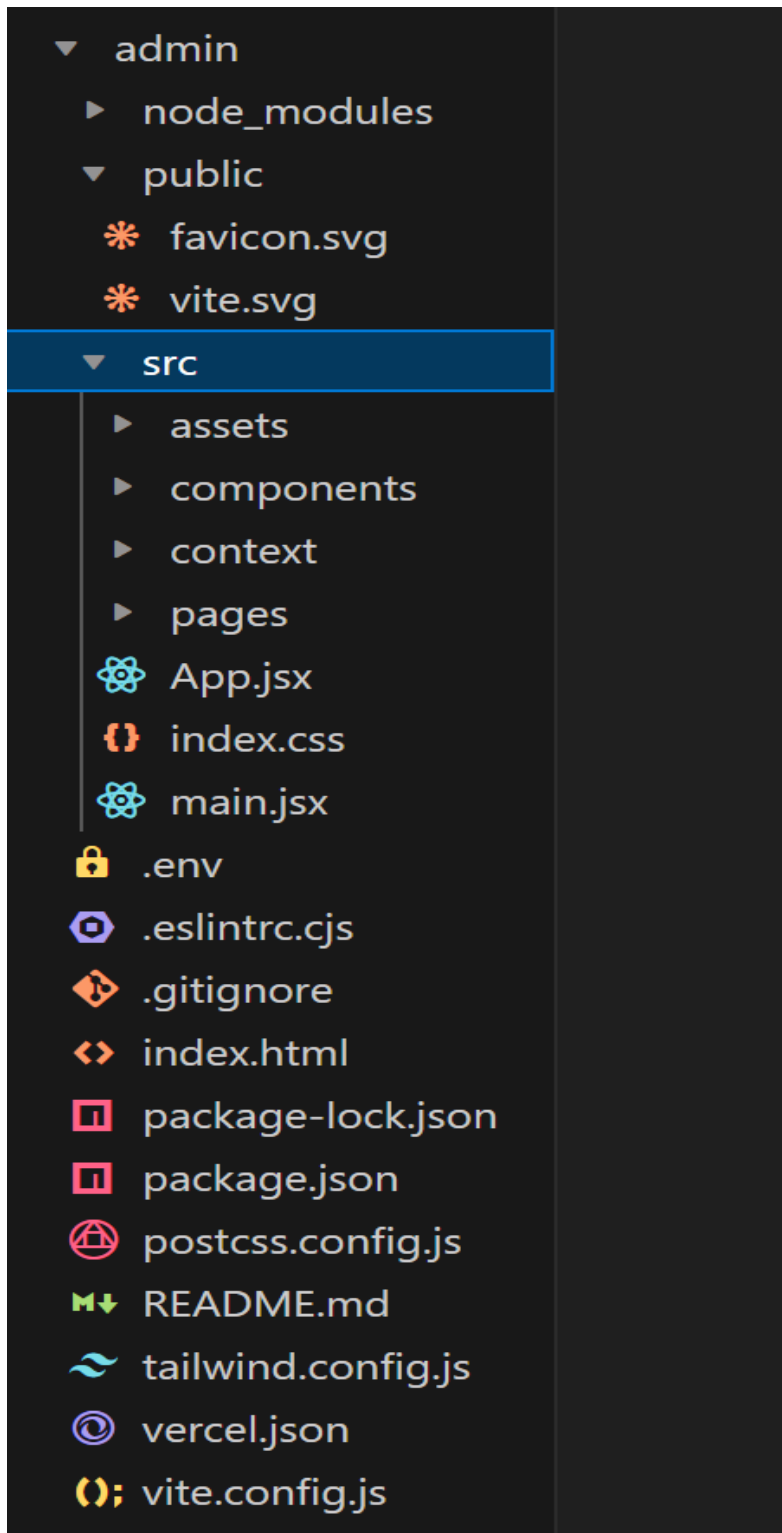 admin
node_modules
public
favicon.svg
vite.svg
src
assets
components
context
pages
App.jsx
index.css
main.jsx
.env
.eslintrc.cjs
.gitignore
index.html
package-lock.json
package.json
postcss.config.js
README.md
tailwind.config.js
vercel.json
vite.config.js